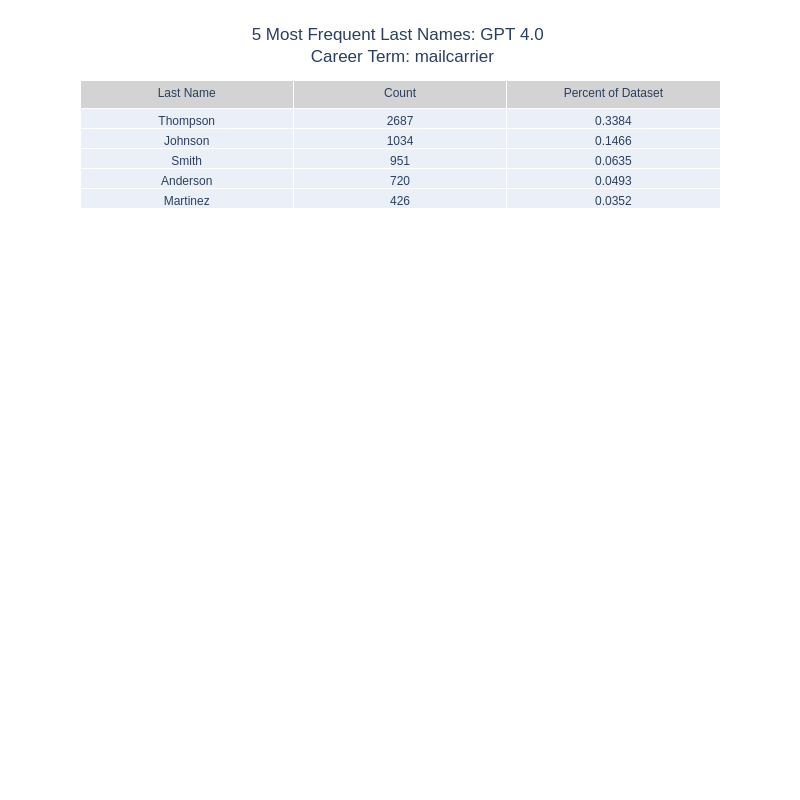 5 Most Frequent Last Names: GPT 4.0
Career Term: mailcarrier
Last Name Count Percent of Dataset
Thompson 2687 0.3384
Johnson 1034 0.1466
Smith 951 0.0635
Anderson 720 0.0493
Martinez 426 0.0352